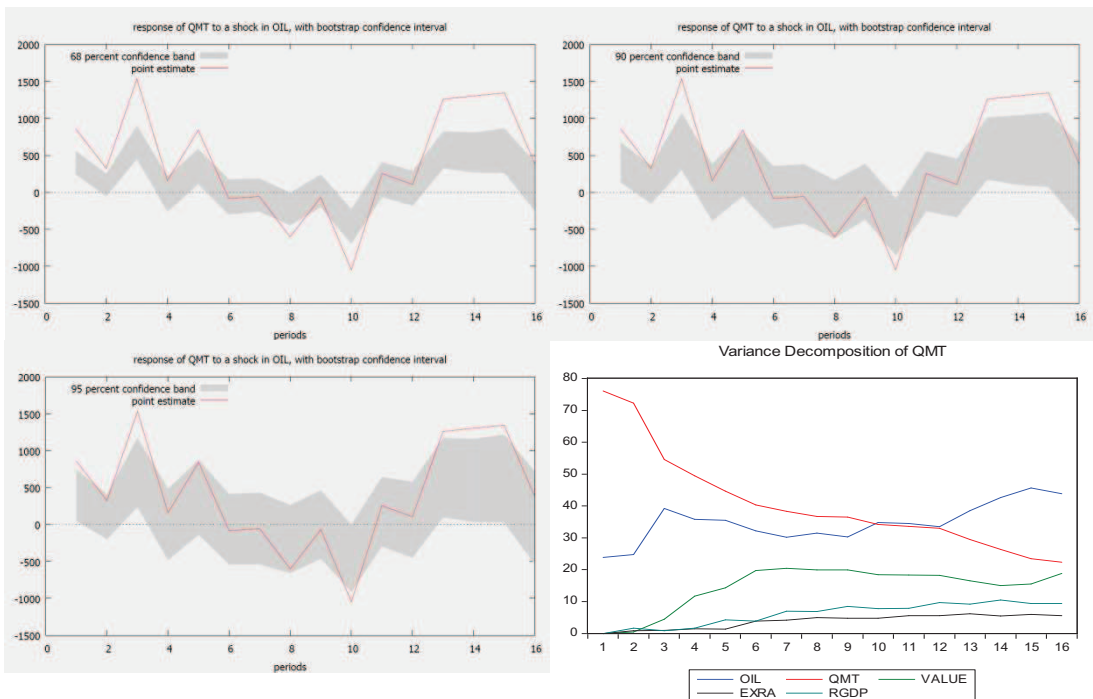 response of QMT to a shock in OIL, with bootstrap confidence interval
68 percent confidence band
point estimate
2000
1500
1000
500
0
-500
-1000
-1500
0 2 4 6 8 10 12 14 16
periods
response of QMT to a shock in OIL, with bootstrap confidence interval
90 percent confidence band
point estimate
2000
1500
1000
500
0
-500
-1000
-1500
0 2 4 6 8 10 12 14 16
periods
response of QMT to a shock in OIL, with bootstrap confidence interval
95 percent confidence band
point estimate
2000
1500
1000
500
0
-500
-1000
-1500
0 2 4 6 8 10 12 14 16
periods
Variance Decomposition of QMT
80
70
60
50
40
30
20
10
0
1 2 3 4 5 6 7 8 9 10 11 12 13 14 15 16
OIL QMT VALUE
EXRA RGDP